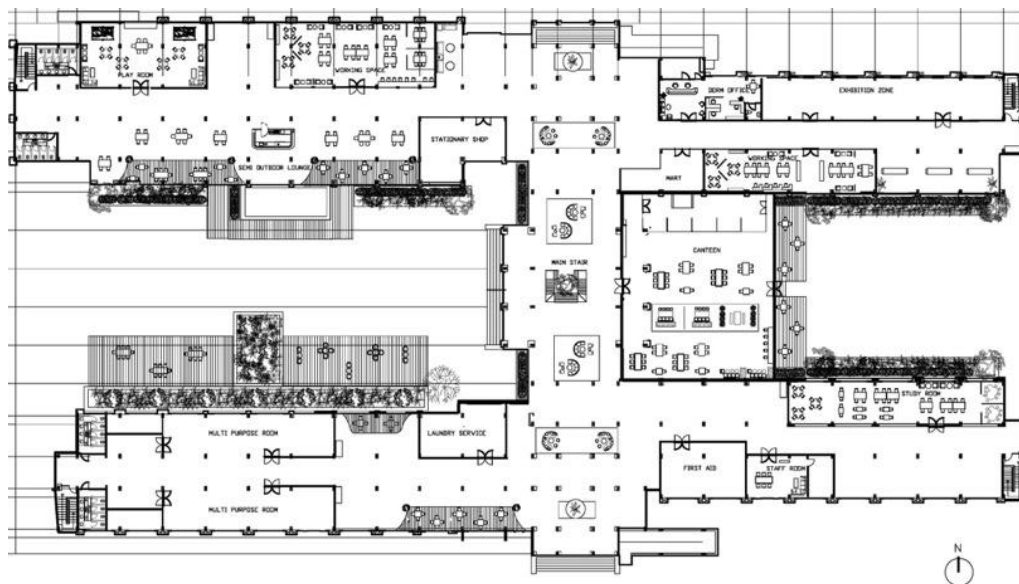 PLAY ROOM
WORKING SPACE
DORM OFFICE
EXHIBITION ZONE
STATIONARY SHOP
SEMI OUTDOOR LOUNGE
MART
WORKING SPACE
CANTEEN
MAIN STAIR
STUDY ROOM
MULTI PURPOSE ROOM
LAUNDRY SERVICE
FIRST AID
STAFF ROOM
MULTI PURPOSE ROOM
N